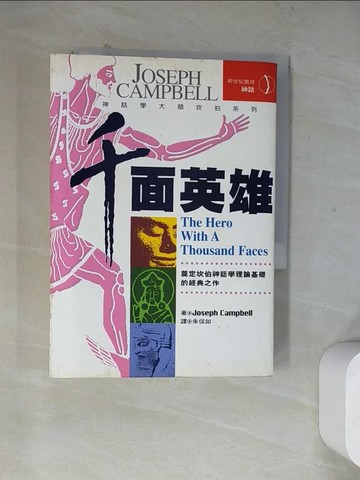 JOSEPH
CAMPBELL
新世紀叢書
神話
神話學大師坎伯系列
千面英雄
The Hero
With A
Thousand Faces
奠定坎伯神話學理論基礎
的經典之作
著◎Joseph Campbell
譯◎朱侃如